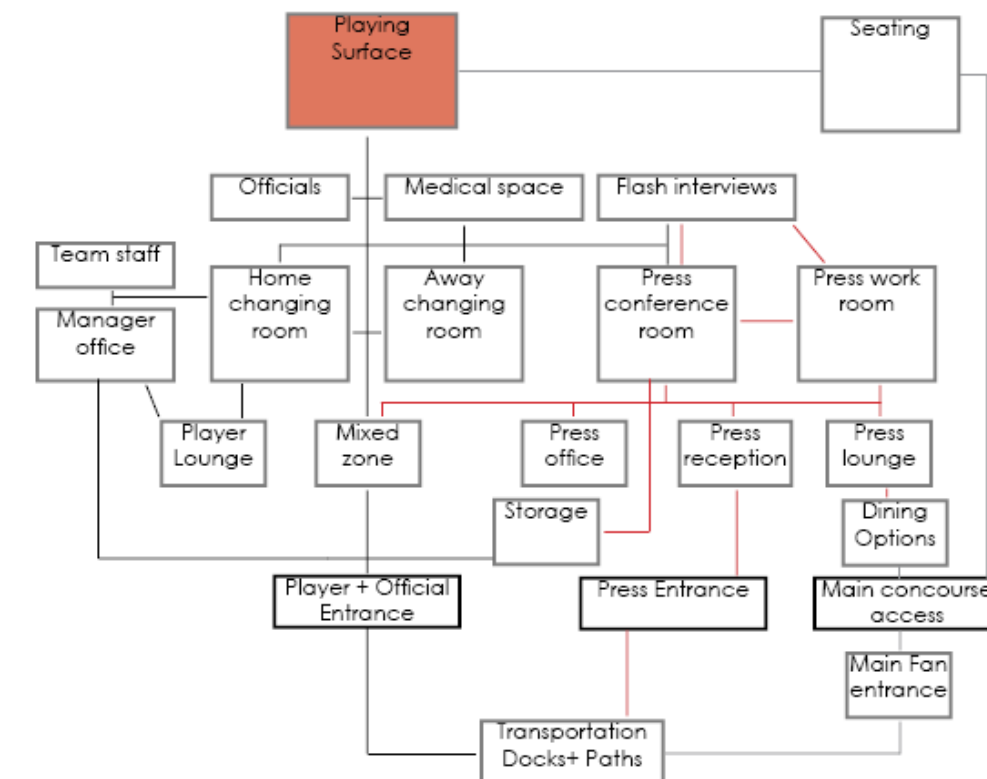 Playing
Surface
Seating
Officials
Medical space
Flash interviews
Team staff
Home
changing
room
Away
changing
room
Press
conference
room
Press work
room
Manager
office
Player
Lounge
Mixed
zone
Press
office
Press
reception
Press
lounge
Storage
Dining
Options
Player + Official
Entrance
Press Entrance
Main concourse
access
Main Fan
entrance
Transportation
Docks+ Paths